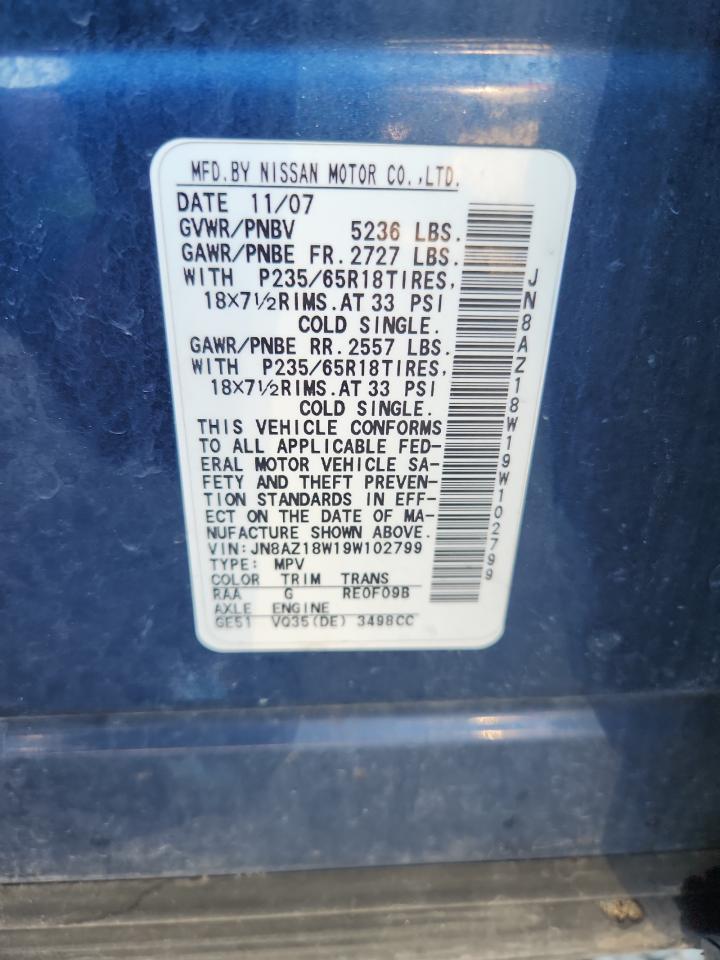 MFD.BY NISSAN MOTOR CO.,LTD.
DATE 11/07
GVWR/PNBV 5236 LBS.
GAWR/PNBE FR.2727 LBS.
WITH P235/65R18TIRES,
18X7½RIMS.AT 33 PSI
COLD SINGLE.
GAWR/PNBE RR.2557 LBS.
WITH P235/65R18TIRES,
18X7½RIMS.AT 33 PSI
COLD SINGLE.
THIS VEHICLE CONFORMS
TO ALL APPLICABLE FED-
ERAL MOTOR VEHICLE SA-
FETY AND THEFT PREVEN-
TION STANDARDS IN EFF-
ECT ON THE DATE OF MA-
NUFACTURE SHOWN ABOVE.
VIN:JN8AZ18W19W102799
TYPE: MPV
COLOR TRIM TRANS
RAA G RE0F09B
AXLE ENGINE
GE51 VQ35(DE) 3498CC
JN8AZ18W19W102799